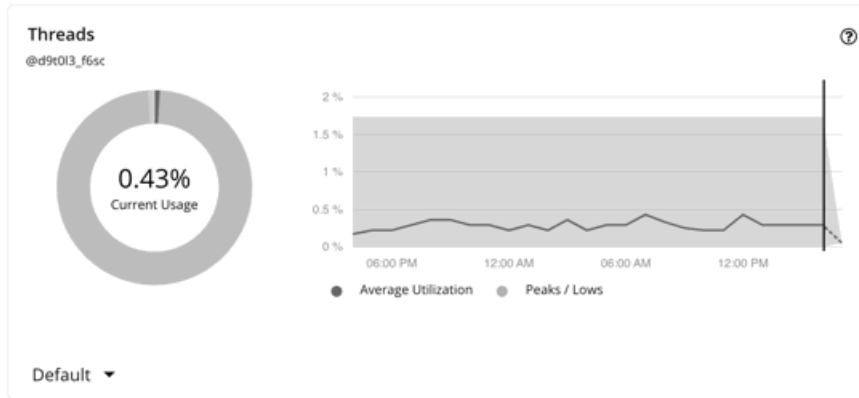 Threads
@d9t0l3_f6sc
0.43%
Current Usage
2 %
1.5 %
1 %
0.5 %
0 %
06:00 PM 12:00 AM 06:00 AM 12:00 PM
Average Utilization Peaks / Lows
Default